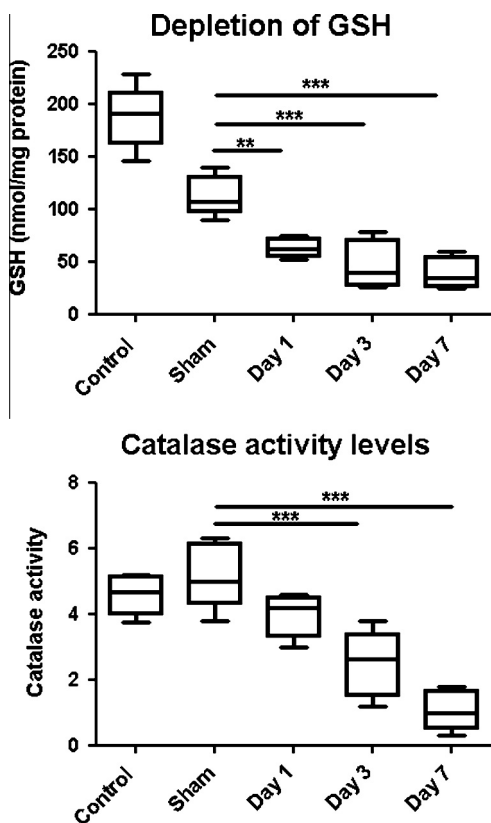 Depletion of GSH
GSH (nmol/mg protein)
250
200
150
100
50
0
***
***
**
Control
Sham
Day 1
Day 3
Day 7
Catalase activity levels
Catalase activity
8
6
4
2
0
***
***
Control
Sham
Day 1
Day 3
Day 7